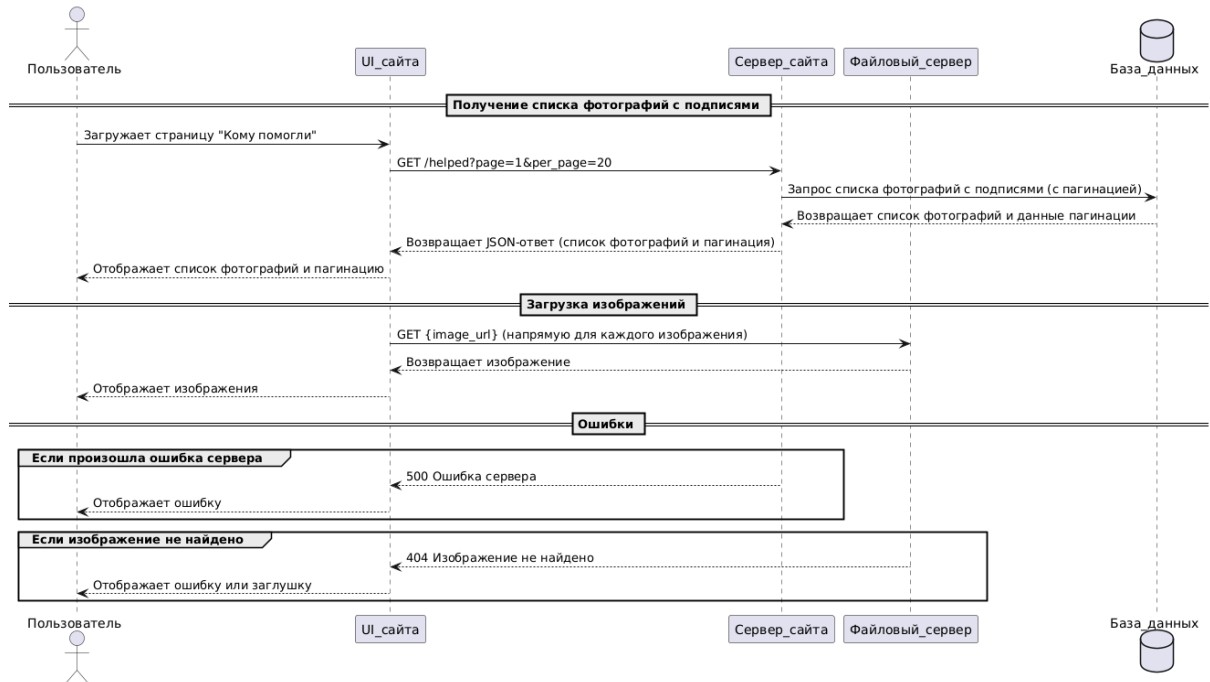 Пользователь
UI_сайта
Сервер_сайта
Файловый_сервер
База_данных
Получение списка фотографий с подписями
Загружает страницу "Кому помогли"
GET /helped?page=1&per_page=20
Запрос списка фотографий с подписями (с пагинацией)
Возвращает список фотографий и данные пагинации
Возвращает JSON-ответ (список фотографий и пагинация)
Отображает список фотографий и пагинацию
Загрузка изображений
GET {image_url} (напрямую для каждого изображения)
Возвращает изображение
Отображает изображения
Ошибки
Если произошла ошибка сервера
500 Ошибка сервера
Отображает ошибку
Если изображение не найдено
404 Изображение не найдено
Отображает ошибку или заглушку
Пользователь
UI_сайта
Сервер_сайта
Файловый_сервер
База_данных